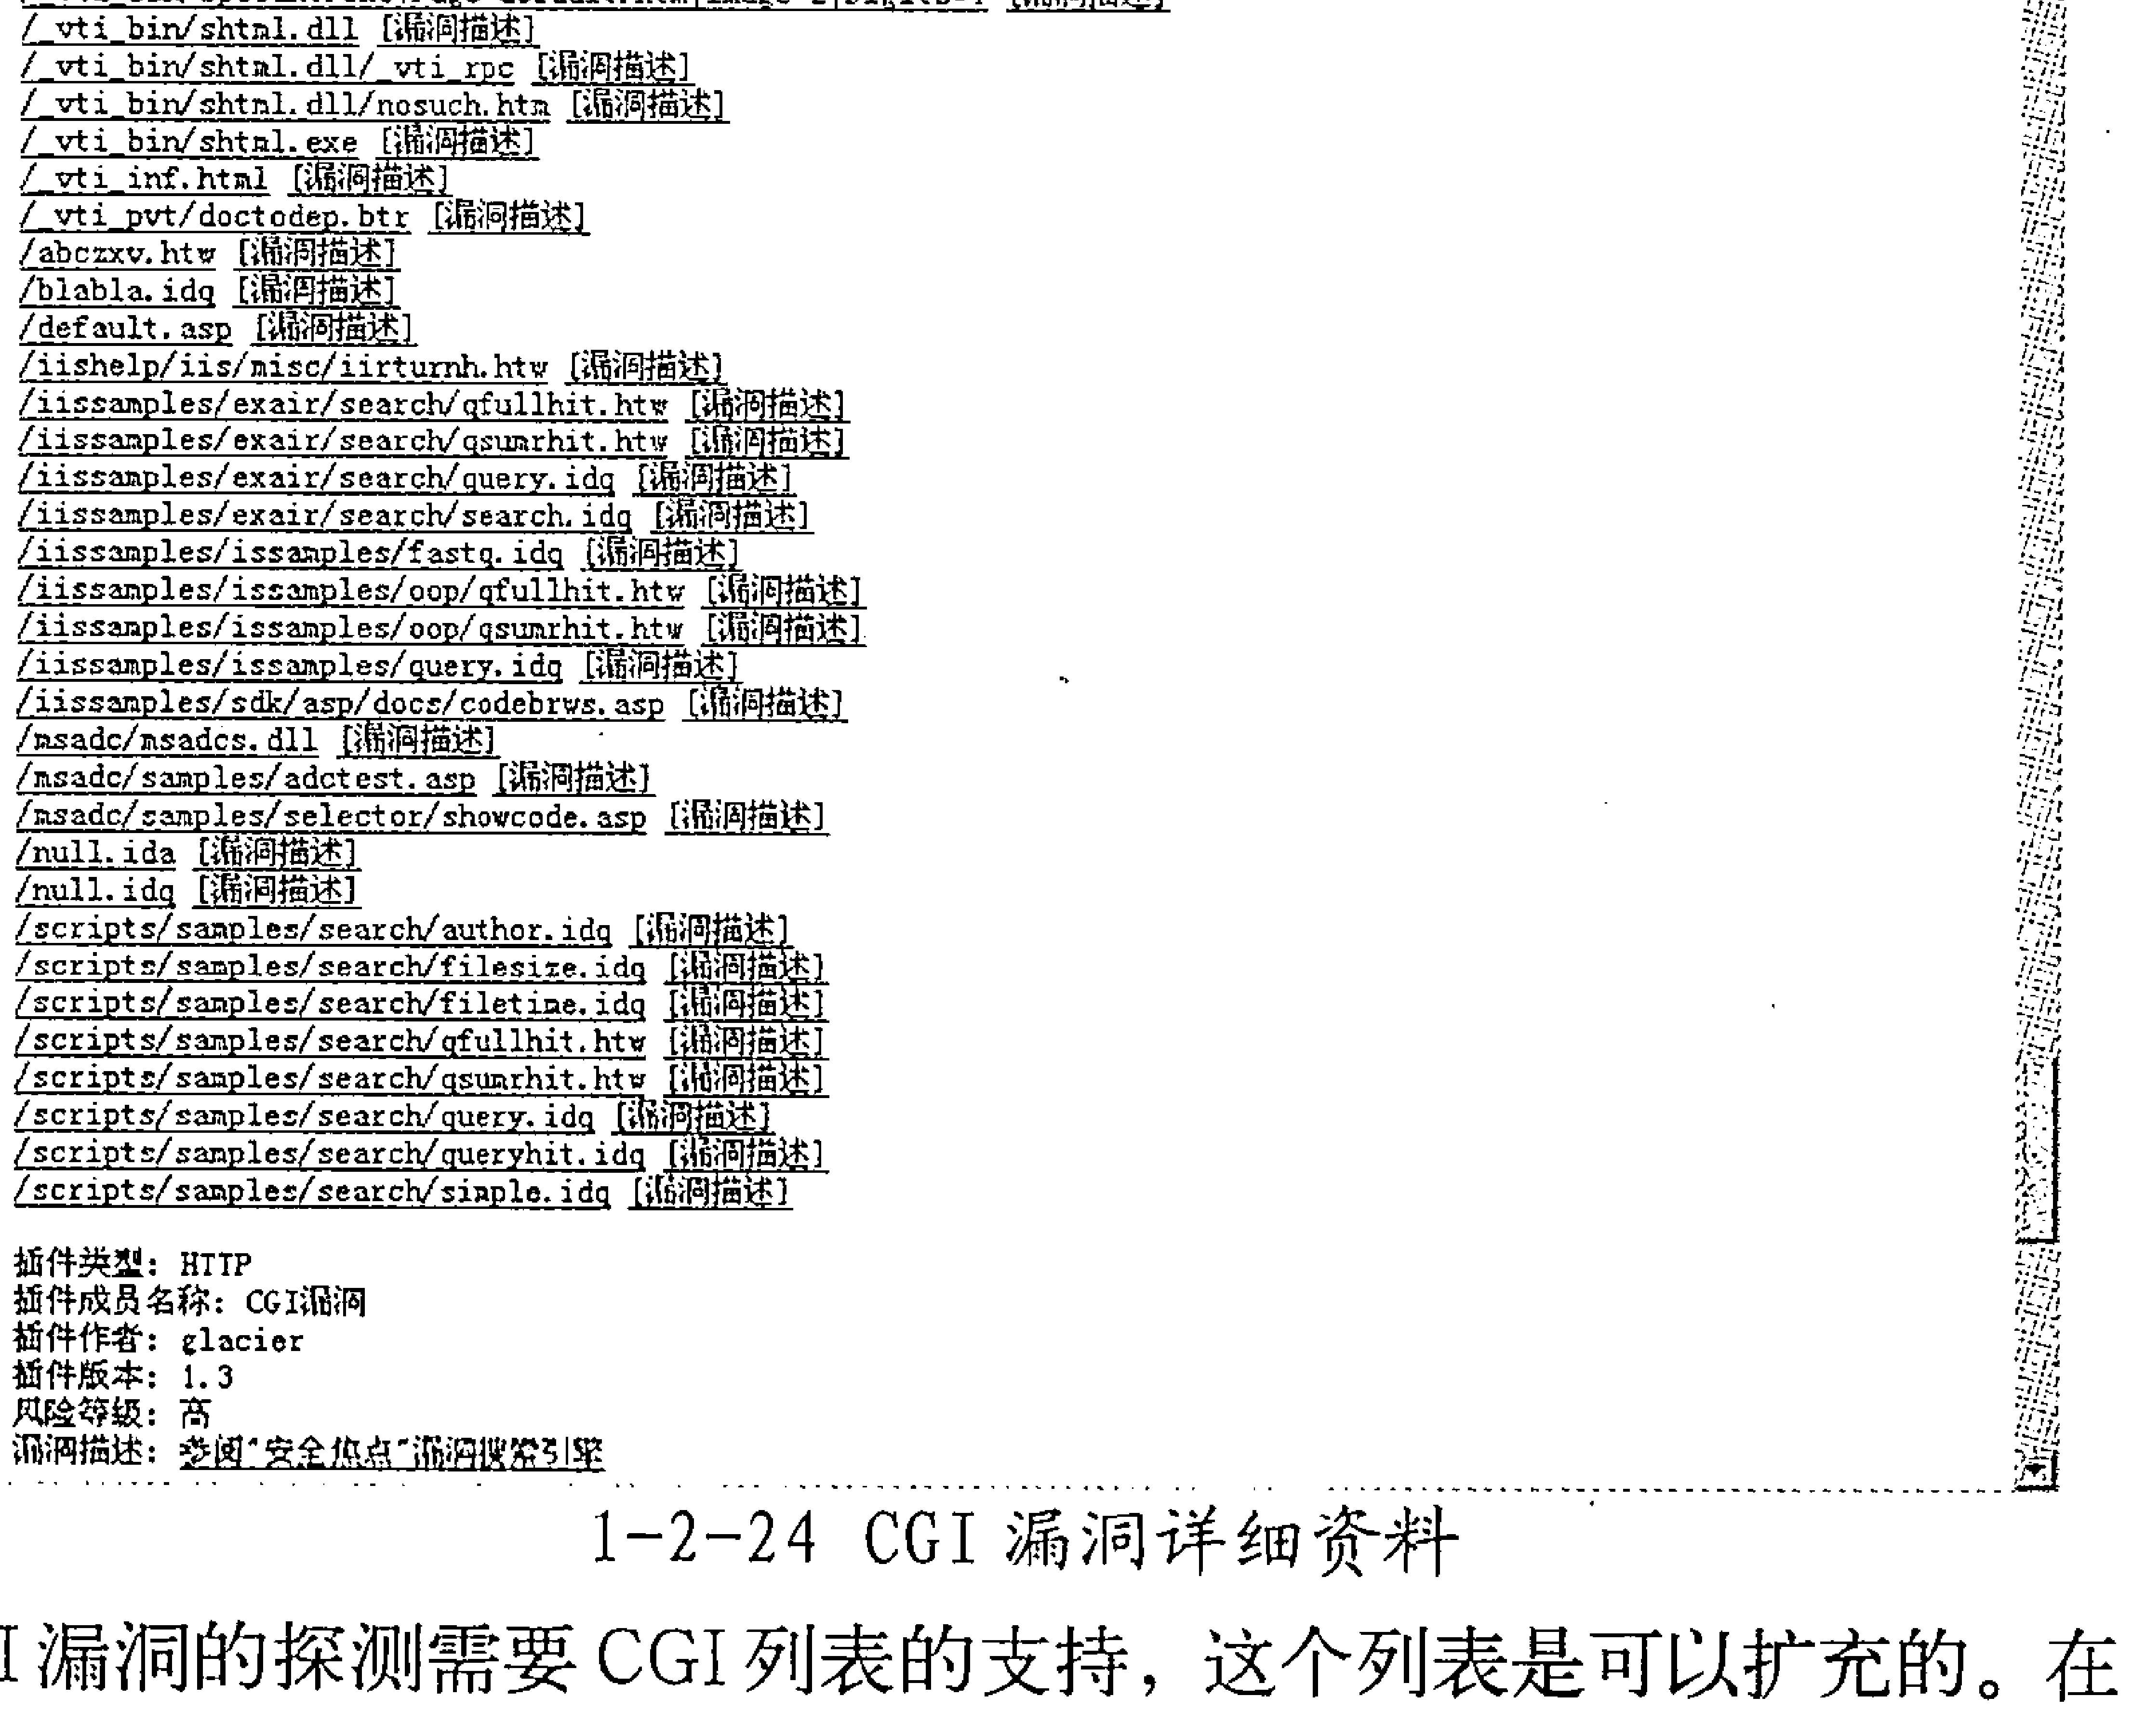 /_vti_bin/shtml.dll [漏洞描述]
/_vti_bin/shtml.dll/_vti_rpc [漏洞描述]
/_vti_bin/shtml.dll/nosuch.htm [漏洞描述]
/_vti_bin/shtml.exe [漏洞描述]
/_vti_inf.html [漏洞描述]
/_vti_pvt/doctodep.btr [漏洞描述]
/abczxv.htw [漏洞描述]
/blabla.idq [漏洞描述]
/default.asp [漏洞描述]
/iishelp/iis/misc/iirturnh.htw [漏洞描述]
/iissamples/exair/search/qfullhit.htw [漏洞描述]
/iissamples/exair/search/qsumrhit.htw [漏洞描述]
/iissamples/exair/search/query.idq [漏洞描述]
/iissamples/exair/search/search.idq [漏洞描述]
/iissamples/issamples/fastq.idq [漏洞描述]
/iissamples/issamples/oop/qfullhit.htw [漏洞描述]
/iissamples/issamples/oop/qsumrhit.htw [漏洞描述]
/iissamples/issamples/query.idq [漏洞描述]
/iissamples/sdk/asp/docs/codebrws.asp [漏洞描述]
/msadc/msadcs.dll [漏洞描述]
/msadc/samples/adctest.asp [漏洞描述]
/msadc/samples/selector/showcode.asp [漏洞描述]
/null.ida [漏洞描述]
/null.idq [漏洞描述]
/scripts/samples/search/author.idq [漏洞描述]
/scripts/samples/search/filesize.idq [漏洞描述]
/scripts/samples/search/filetime.idq [漏洞描述]
/scripts/samples/search/qfullhit.htw [漏洞描述]
/scripts/samples/search/qsumrhit.htw [漏洞描述]
/scripts/samples/search/query.idq [漏洞描述]
/scripts/samples/search/queryhit.idq [漏洞描述]
/scripts/samples/search/simple.idq [漏洞描述]
插件类型: HTTP
插件成员名称: CGI漏洞
插件作者: glacier
插件版本: 1.3
风险等级: 高
漏洞描述: 参阅"安全焦点"漏洞搜索引擎
1-2-24 CGI 漏洞详细资料
I 漏洞的探测需要 CGI 列表的支持，这个列表是可以扩充的。在